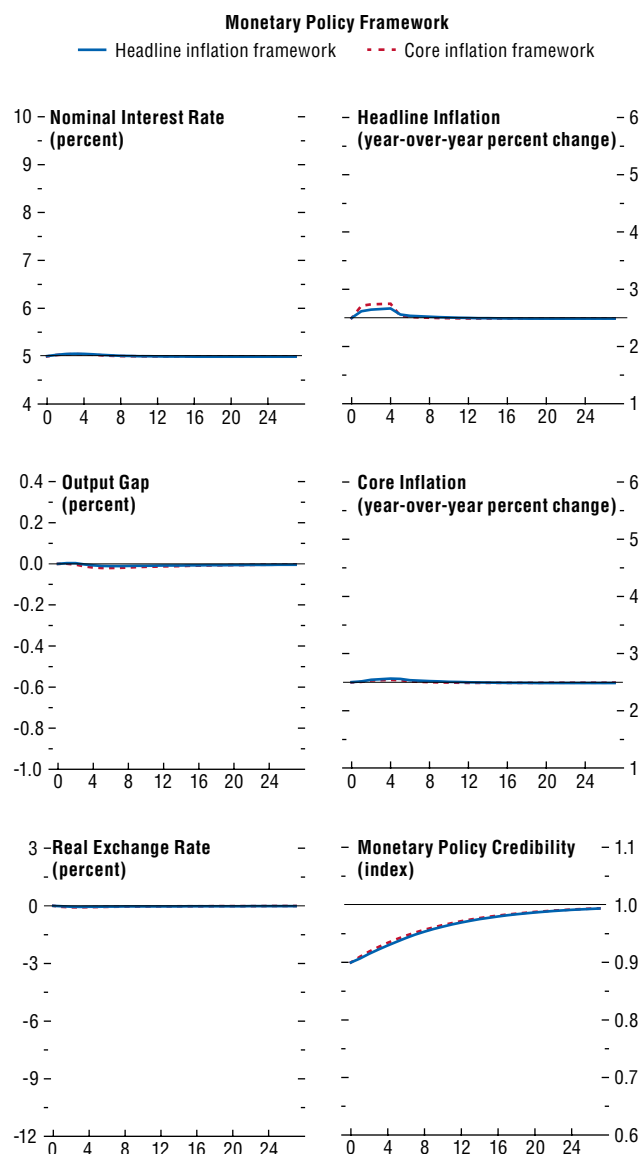 Monetary Policy Framework
Headline inflation framework Core inflation framework
Nominal Interest Rate
(percent)
10
9
8
7
6
5
4
0 4 8 12 16 20 24
Headline Inflation
(year-over-year percent change)
6
5
4
3
2
1
0 4 8 12 16 20 24
Output Gap
(percent)
0.4
0.2
0.0
-0.2
-0.4
-0.6
-0.8
-1.0
0 4 8 12 16 20 24
Core Inflation
(year-over-year percent change)
6
5
4
3
2
1
0 4 8 12 16 20 24
Real Exchange Rate
(percent)
3
0
-3
-6
-9
-12
0 4 8 12 16 20 24
Monetary Policy Credibility
(index)
1.1
1.0
0.9
0.8
0.7
0.6
0 4 8 12 16 20 24